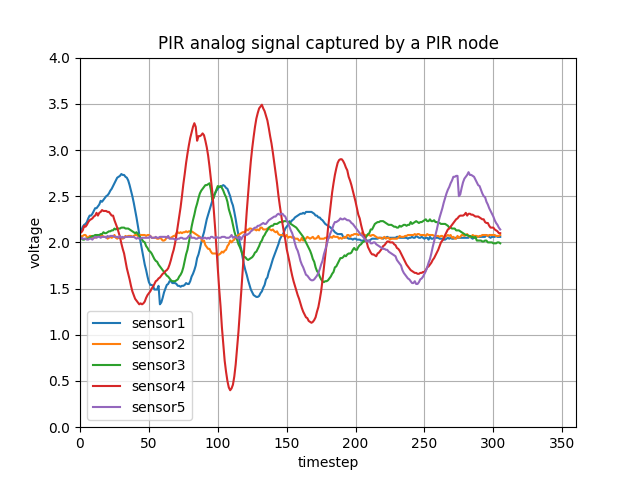 PIR analog signal captured by a PIR node
voltage
4.0
3.5
3.0
2.5
2.0
1.5
1.0
0.5
0.0
sensor1
sensor2
sensor3
sensor4
sensor5
0 50 100 150 200 250 300 350
timestep